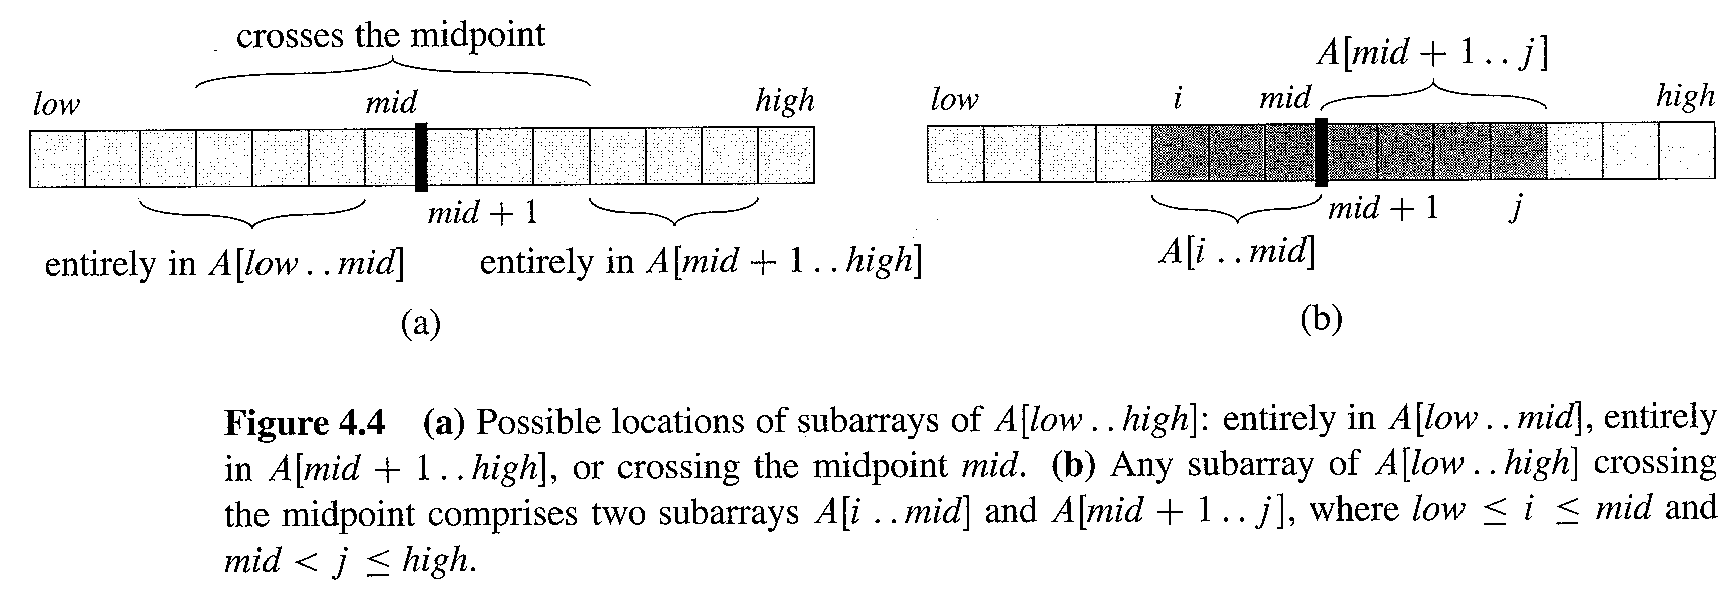 crosses the midpoint
low mid high
mid + 1
entirely in A[low . . mid] entirely in A[mid + 1 . . high]
(a)
A[mid + 1 . . j]
low i mid high
mid + 1 j
A[i . . mid]
(b)
Figure 4.4 (a) Possible locations of subarrays of A[low . . high]: entirely in A[low . . mid], entirely
in A[mid + 1 . . high], or crossing the midpoint mid. (b) Any subarray of A[low . . high] crossing
the midpoint comprises two subarrays A[i . . mid] and A[mid + 1 . . j], where low ≤ i ≤ mid and
mid < j ≤ high.